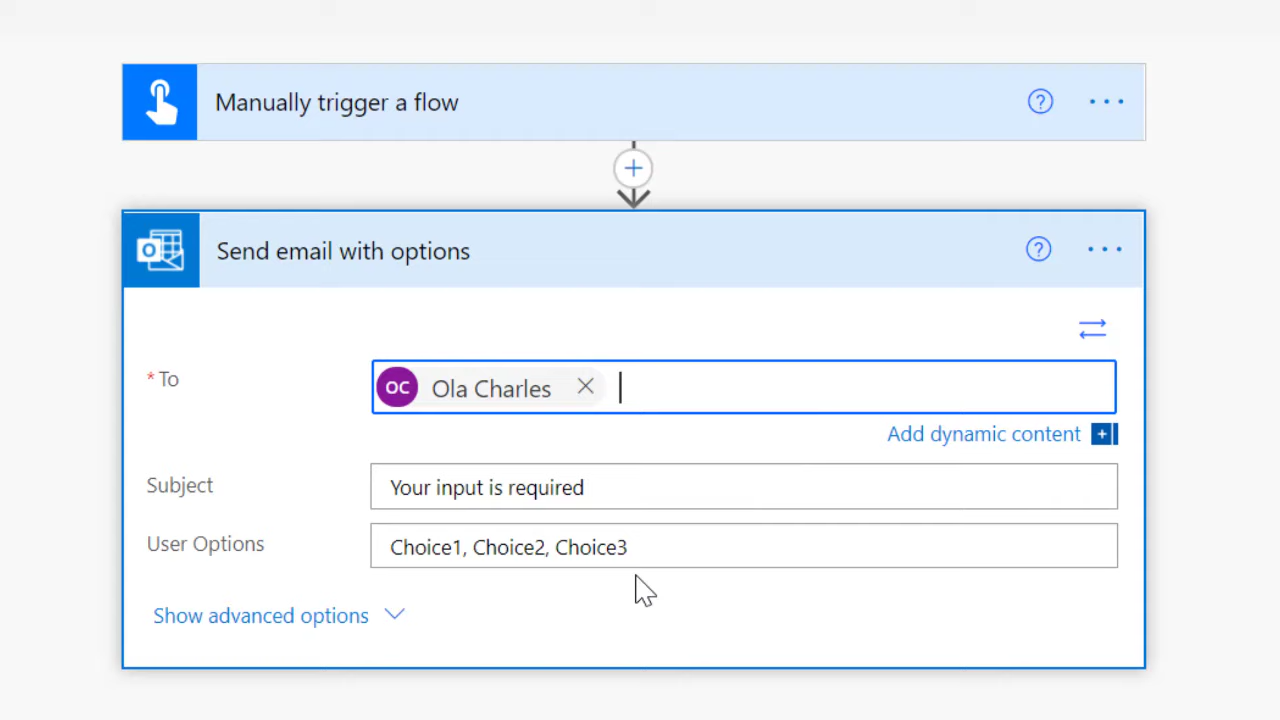 Manually trigger a flow
?
...
+
Send email with options
?
...
* To
OC Ola Charles
Add dynamic content +
Subject
Your input is required
User Options
Choice1, Choice2, Choice3
Show advanced options